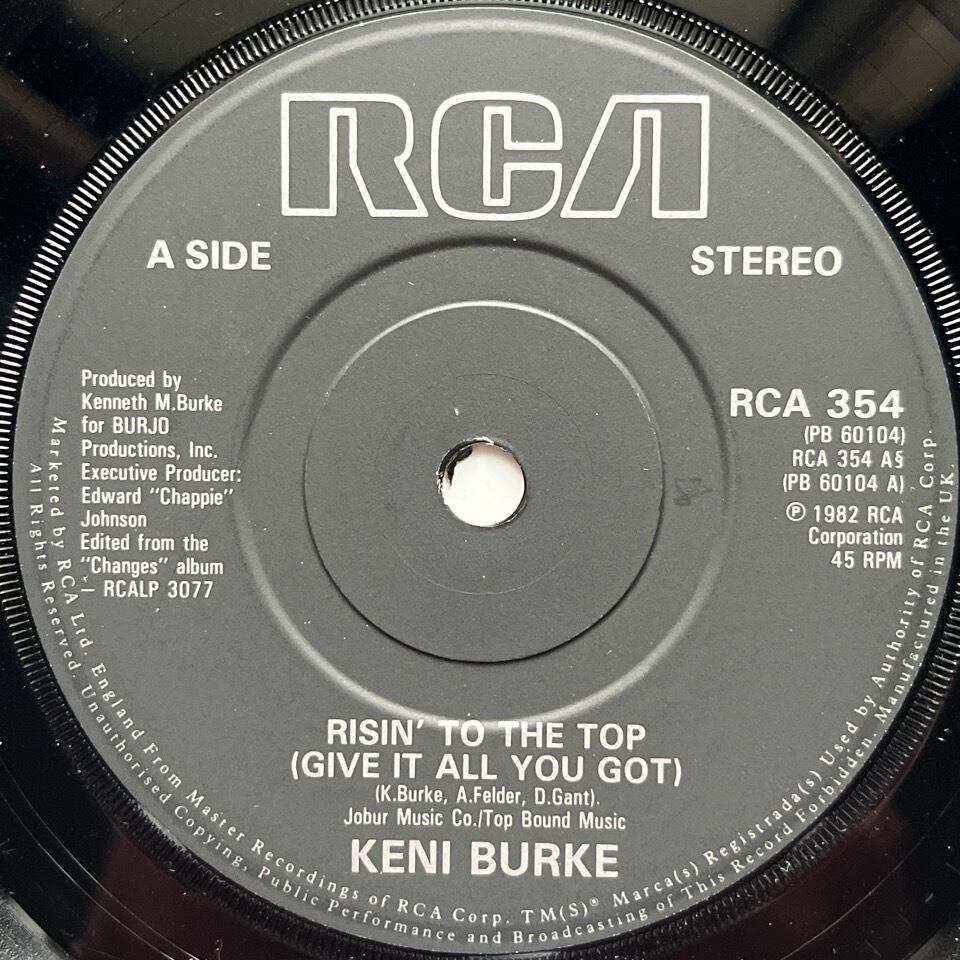 RCA
A SIDE
STEREO
Produced by
Kenneth M.Burke
for BURJO
Productions, Inc.
Executive Producer:
Edward "Chappie"
Johnson
Edited from the
"Changes" album
– RCALP 3077
RCA 354
(PB 60104)
RCA 354 A§
(PB 60104 A)
℗ 1982 RCA
Corporation
45 RPM
RISIN' TO THE TOP
(GIVE IT ALL YOU GOT)
(K.Burke, A.Felder, D.Gant).
Jobur Music Co./Top Bound Music
KENI BURKE
Marketed by RCA Ltd. England From Master Recordings of RCA Corp. TM(S)® Marca(s) Registrada(s) Used by Authority of RCA Corp.
All Rights Reserved. Unauthorised Copying, Public Performance and Broadcasting of This Record Forbidden. Manufactured in the UK.